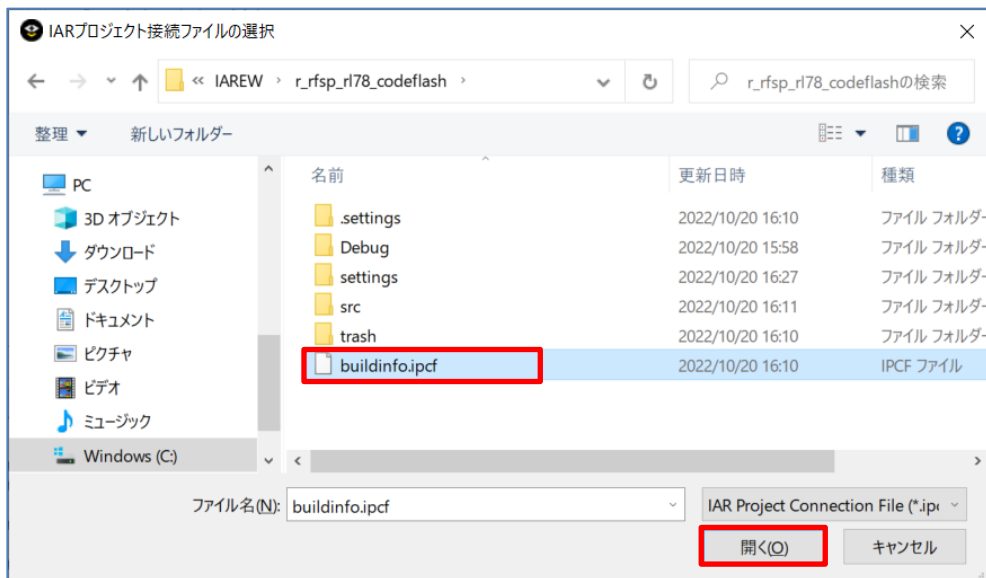 IARプロジェクト接続ファイルの選択
« IAREW › r_rfsp_rl78_codeflash ›
r_rfsp_rl78_codeflashの検索
整理 新しいフォルダー
名前 更新日時 種類
PC
3D オブジェクト
ダウンロード
デスクトップ
ドキュメント
ピクチャ
ビデオ
ミュージック
Windows (C:)
.settings 2022/10/20 16:10 ファイル フォルダー
Debug 2022/10/20 15:58 ファイル フォルダー
settings 2022/10/20 16:27 ファイル フォルダー
src 2022/10/20 16:11 ファイル フォルダー
trash 2022/10/20 16:10 ファイル フォルダー
buildinfo.ipcf 2022/10/20 16:10 IPCF ファイル
ファイル名(N): buildinfo.ipcf
IAR Project Connection File (*.ip
開く(O) キャンセル